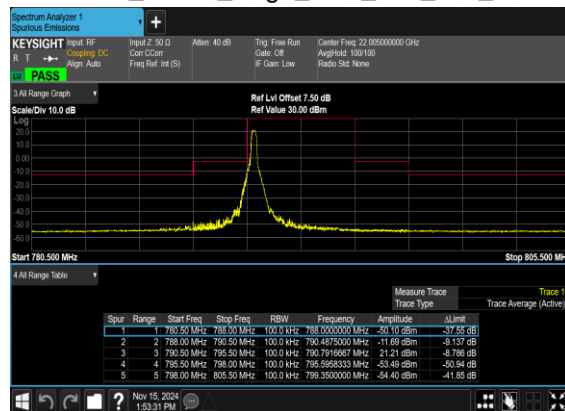 Spectrum Analyzer 1
Spurious Emissions
+
KEYSIGHT Input: RF Input Z: 50 Ω Atten: 40 dB Trig: Free Run Center Freq: 22.005000000 GHz
R T Coupling: DC Corr CCorr Gate: Off Avg|Hold: 100/100
Align: Auto Freq Ref: Int (S) IF Gain: Low Radio Std: None
LW PASS
3 All Range Graph
Ref Lvl Offset 7.50 dB
Scale/Div 10.0 dB Ref Value 30.00 dBm
Log
20.0
10.0
0.00
-10.0
-20.0
-30.0
-40.0
-50.0
-60.0
Start 780.500 MHz Stop 805.500 MH
4 All Range Table
Measure Trace Trace 1
Trace Type Trace Average (Active)
Spur Range Start Freq Stop Freq RBW Frequency Amplitude ΔLimit
1 1 780.50 MHz 788.00 MHz 100.0 kHz 788.0000000 MHz -50.10 dBm -37.55 dB
2 2 788.00 MHz 790.50 MHz 100.0 kHz 790.4875000 MHz -11.69 dBm -9.137 dB
3 3 790.50 MHz 795.50 MHz 100.0 kHz 790.7916667 MHz 21.21 dBm -8.786 dB
4 4 795.50 MHz 798.00 MHz 100.0 kHz 795.5958333 MHz -53.49 dBm -50.94 dB
5 5 798.00 MHz 805.50 MHz 100.0 kHz 799.3500000 MHz -54.40 dBm -41.85 dB
? Nov 15, 2024
1:53:31 PM